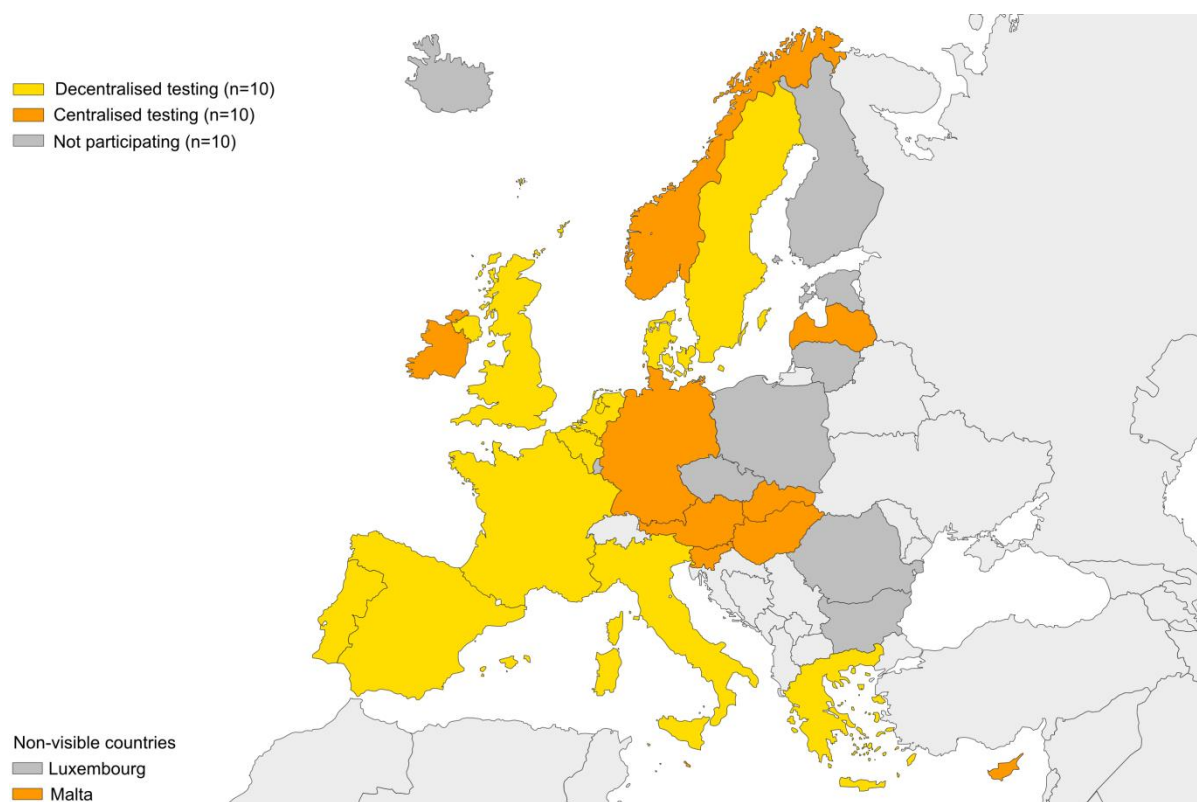 Decentralised testing (n=10)
Centralised testing (n=10)
Not participating (n=10)
Non-visible countries
Luxembourg
Malta